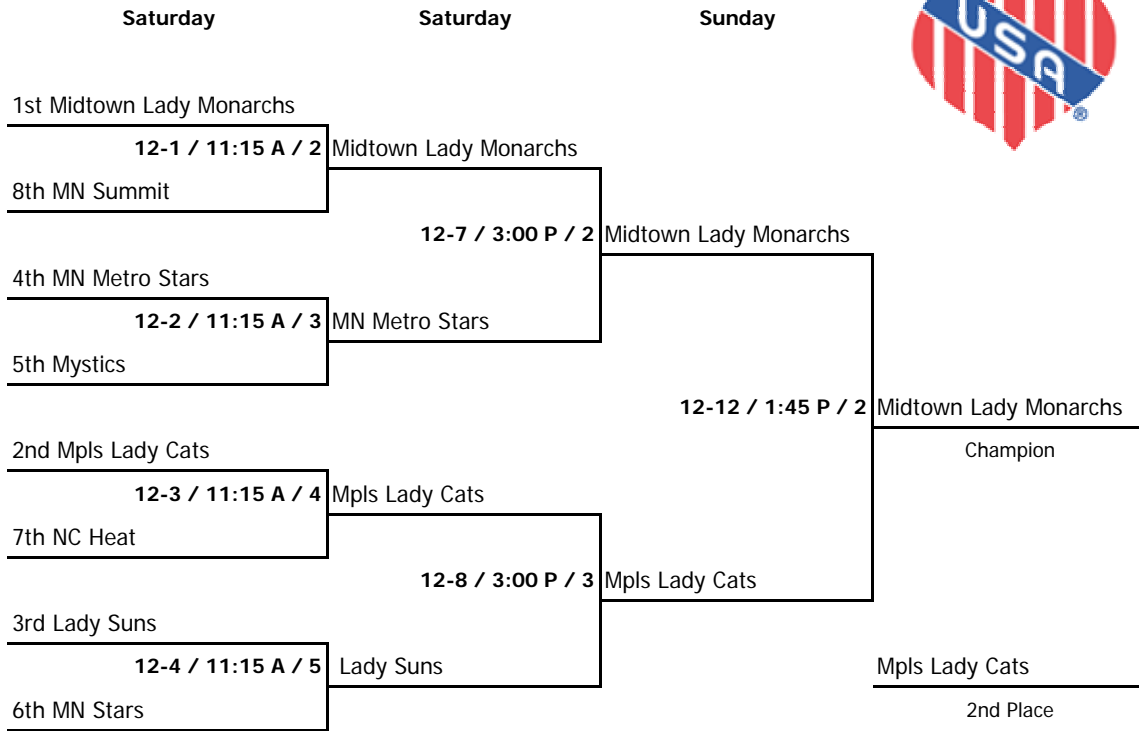 Saturday Saturday Sunday
USA
®
1st Midtown Lady Monarchs
12-1 / 11:15 A / 2 Midtown Lady Monarchs
8th MN Summit
12-7 / 3:00 P / 2 Midtown Lady Monarchs
4th MN Metro Stars
12-2 / 11:15 A / 3 MN Metro Stars
5th Mystics
12-12 / 1:45 P / 2 Midtown Lady Monarchs
2nd Mpls Lady Cats Champion
12-3 / 11:15 A / 4 Mpls Lady Cats
7th NC Heat
12-8 / 3:00 P / 3 Mpls Lady Cats
3rd Lady Suns
12-4 / 11:15 A / 5 Lady Suns Mpls Lady Cats
6th MN Stars 2nd Place